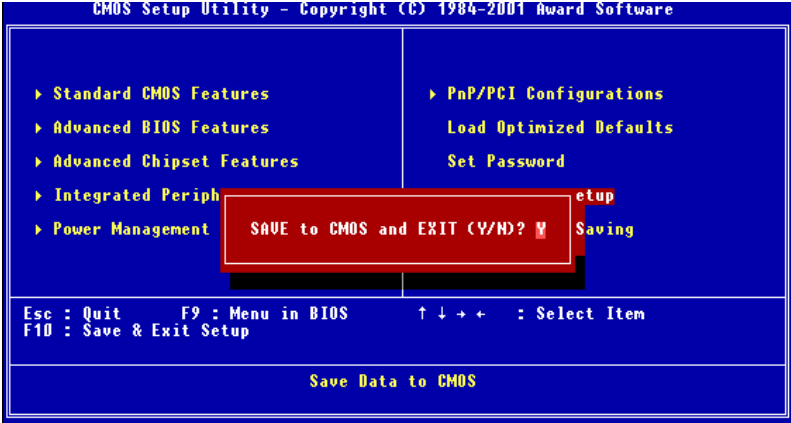 CMOS Setup Utility - Copyright (C) 1984-2001 Award Software
Standard CMOS Features
Advanced BIOS Features
Advanced Chipset Features
Integrated Periph
Power Management
PnP/PCI Configurations
Load Optimized Defaults
Set Password
etup
Saving
SAVE to CMOS and EXIT (Y/N)? Y
Esc : Quit F9 : Menu in BIOS ↑ ↓ → ← : Select Item
F10 : Save & Exit Setup
Save Data to CMOS